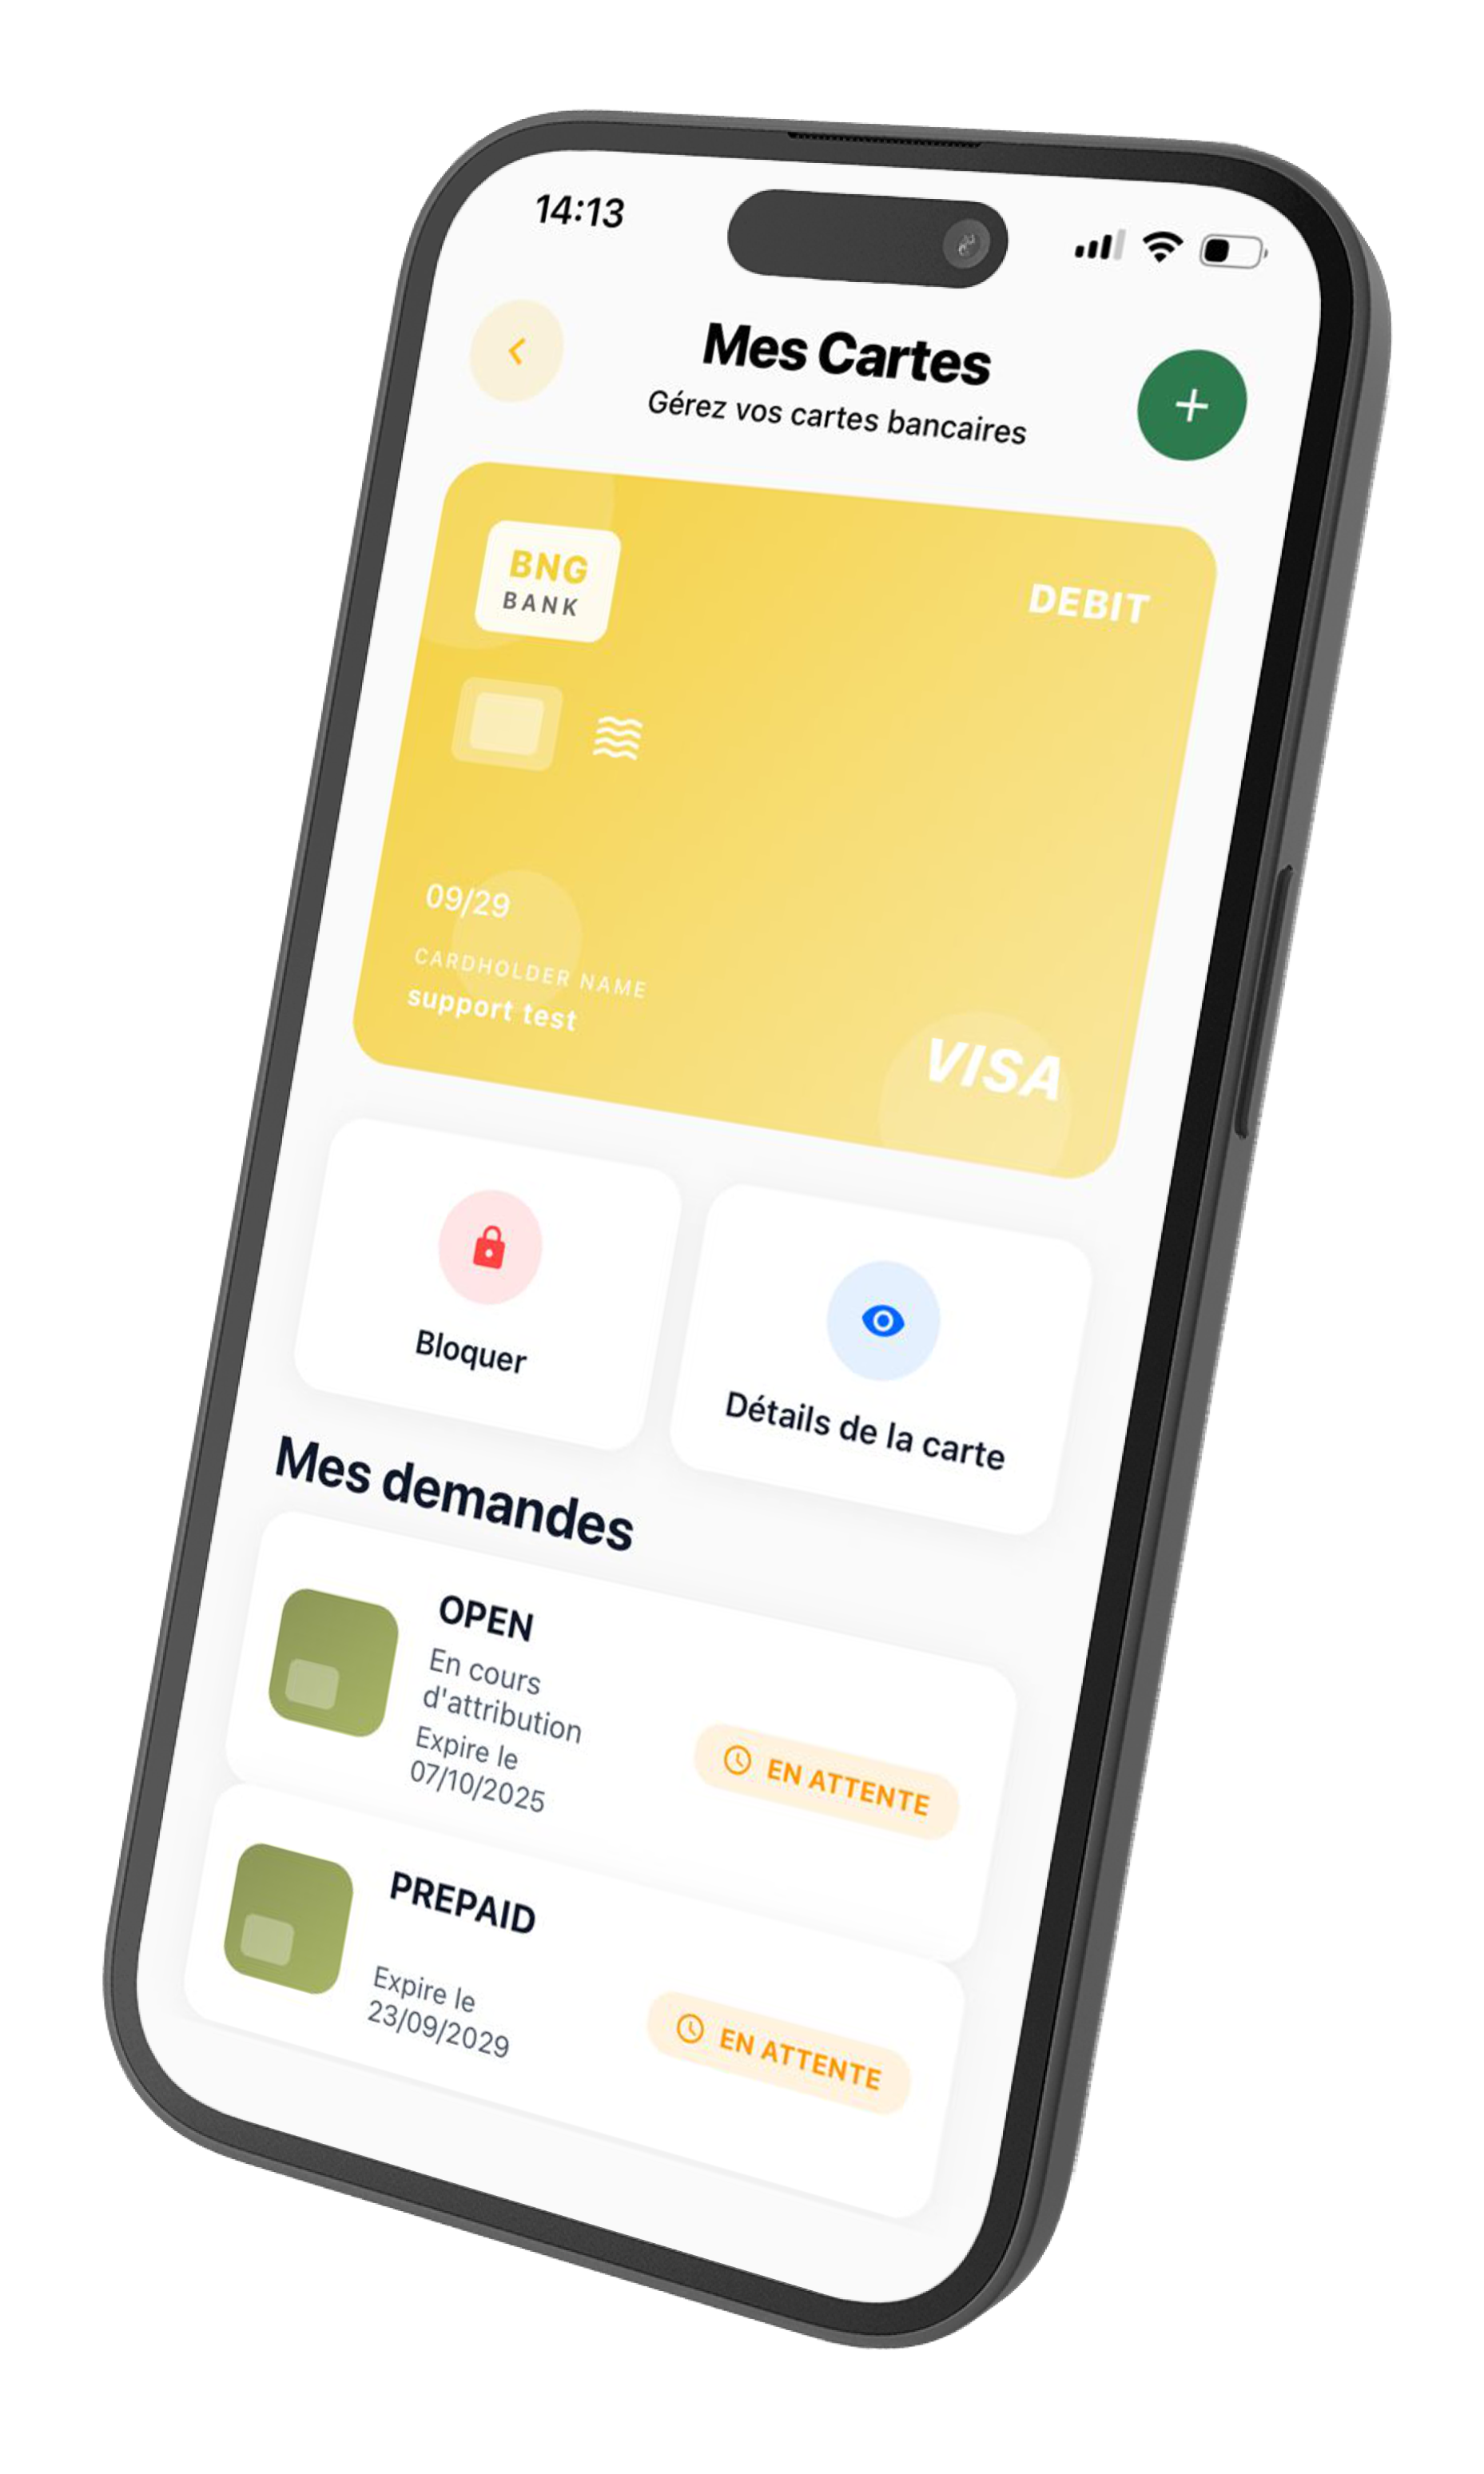 14:13
Mes Cartes
Gérez vos cartes bancaires
BNG
BANK
DEBIT
09/29
CARDHOLDER NAME
support test
VISA
Bloquer
Détails de la carte
Mes demandes
OPEN
En cours
d'attribution
Expire le
07/10/2025
EN ATTENTE
PREPAID
Expire le
23/09/2029
EN ATTENTE